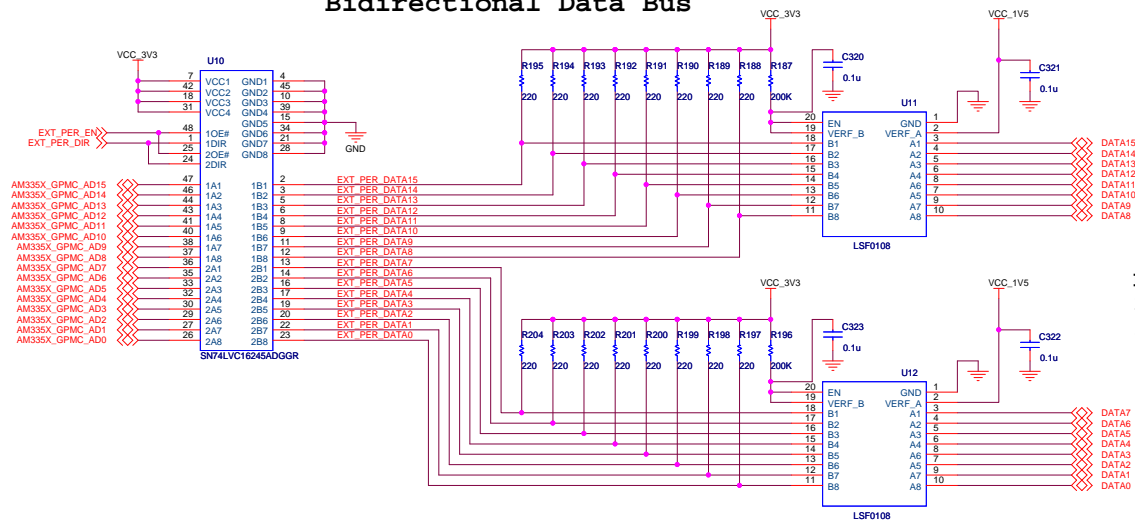 Bidirectional Data Bus
VCC_3V3
VCC_1V5
VCC_3V3
U10
R195 R194 R193 R192 R191 R190 R189 R188 R187
220 220 220 220 220 220 220 220 200K
C320
0.1u
C321
0.1u
7 VCC1 GND1 4
42 VCC2 GND2 45
18 VCC3 GND3 10
31 VCC4 GND4 39
GND5 15
GND6 34
GND7 21
GND8 28
GND
EXT_PER_EN 48 1OE#
EXT_PER_DIR 1 1DIR
25 2OE#
24 2DIR
AM335X_GPMC_AD15 47 1A1 1B1 2 EXT_PER_DATA15
AM335X_GPMC_AD14 46 1A2 1B2 3 EXT_PER_DATA14
AM335X_GPMC_AD13 44 1A3 1B3 5 EXT_PER_DATA13
AM335X_GPMC_AD12 43 1A4 1B4 6 EXT_PER_DATA12
AM335X_GPMC_AD11 41 1A5 1B5 8 EXT_PER_DATA11
AM335X_GPMC_AD10 40 1A6 1B6 9 EXT_PER_DATA10
AM335X_GPMC_AD9 38 1A7 1B7 11 EXT_PER_DATA9
AM335X_GPMC_AD8 37 1A8 1B8 12 EXT_PER_DATA8
AM335X_GPMC_AD7 36 2A1 2B1 13 EXT_PER_DATA7
AM335X_GPMC_AD6 35 2A2 2B2 14 EXT_PER_DATA6
AM335X_GPMC_AD5 33 2A3 2B3 16 EXT_PER_DATA5
AM335X_GPMC_AD4 32 2A4 2B4 17 EXT_PER_DATA4
AM335X_GPMC_AD3 30 2A5 2B5 19 EXT_PER_DATA3
AM335X_GPMC_AD2 29 2A6 2B6 20 EXT_PER_DATA2
AM335X_GPMC_AD1 27 2A7 2B7 22 EXT_PER_DATA1
AM335X_GPMC_AD0 26 2A8 2B8 23 EXT_PER_DATA0
SN74LVC16245ADGGR
U11
20 EN GND 1
19 VERF_B VERF_A 2
18 B1 A1 3 DATA15
17 B2 A2 4 DATA14
16 B3 A3 5 DATA13
15 B4 A4 6 DATA12
14 B5 A6 8 DATA11
13 B6 A5 7 DATA10
12 B7 A7 9 DATA9
11 B8 A8 10 DATA8
LSF0108
VCC_3V3
VCC_1V5
R204 R203 R202 R201 R200 R199 R198 R197 R196
220 220 220 220 220 220 220 220 200K
C323
0.1u
C322
0.1u
U12
20 EN GND 1
19 VERF_B VERF_A 2
18 B1 A1 3 DATA7
17 B2 A2 4 DATA6
16 B3 A3 5 DATA5
15 B4 A4 6 DATA4
14 B5 A6 8 DATA3
13 B6 A5 7 DATA2
12 B7 A7 9 DATA1
11 B8 A8 10 DATA0
LSF0108